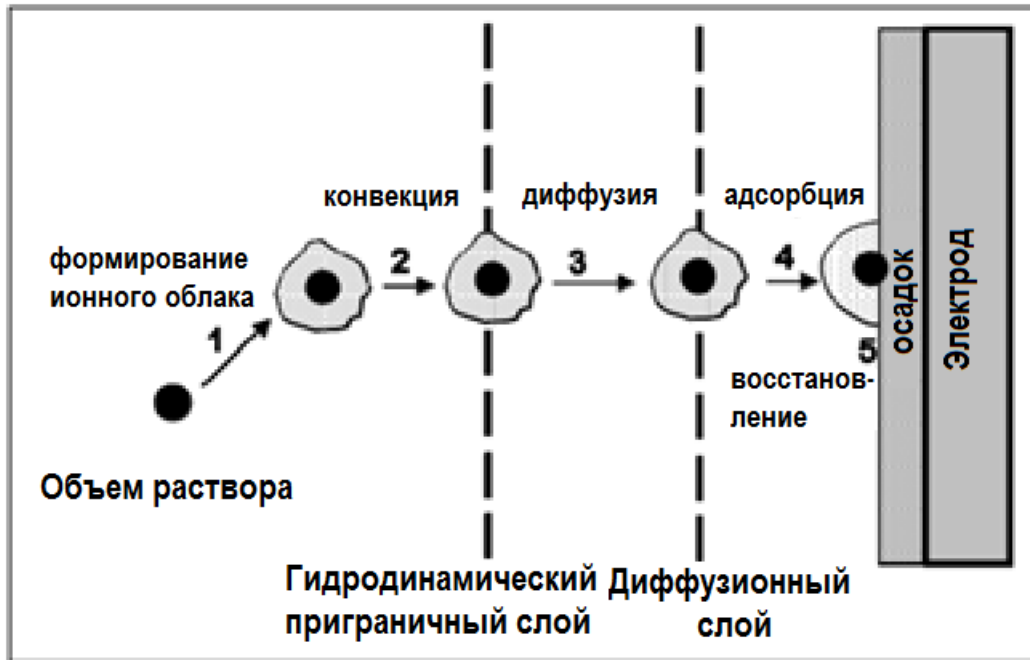 конвекция
диффузия
адсорбция
формирование
ионного облака
1
2
3
4
5
восстанов-
ление
осадок
Электрод
Объем раствора
Гидродинамический
приграничный слой
Диффузионный
слой